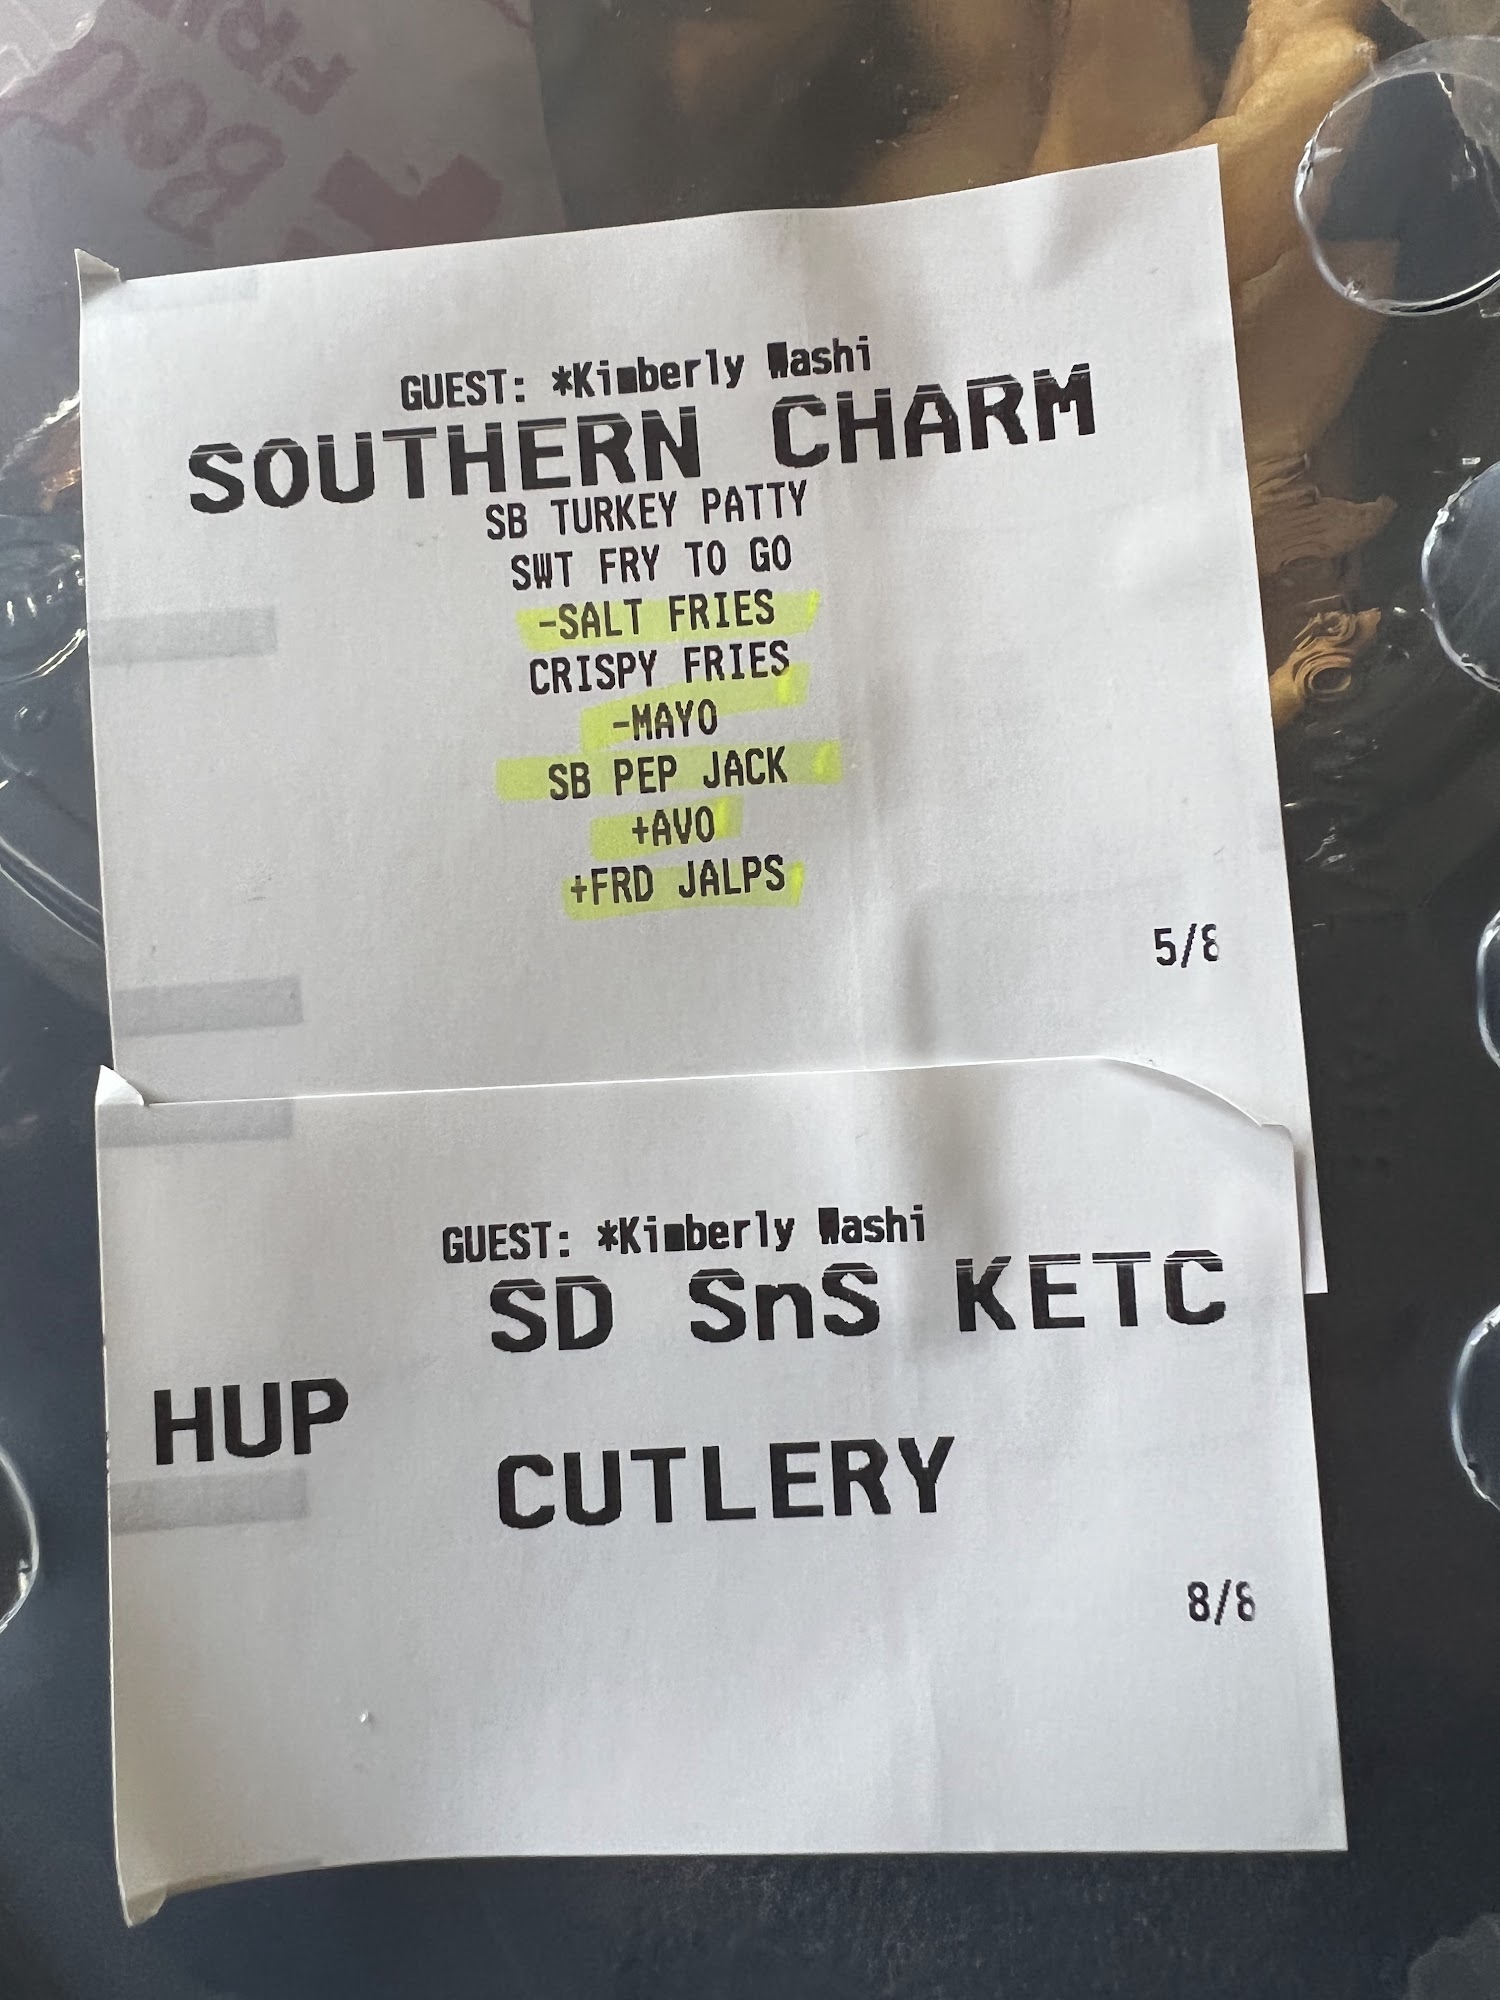 GUEST: *Kimberly Washi
SOUTHERN CHARM
SB TURKEY PATTY
SWT FRY TO GO
-SALT FRIES
CRISPY FRIES
-MAYO
SB PEP JACK
+AVO
+FRD JALPS
5/8
GUEST: *Kimberly Washi
SD SnS KETC
HUP
CUTLERY
8/8